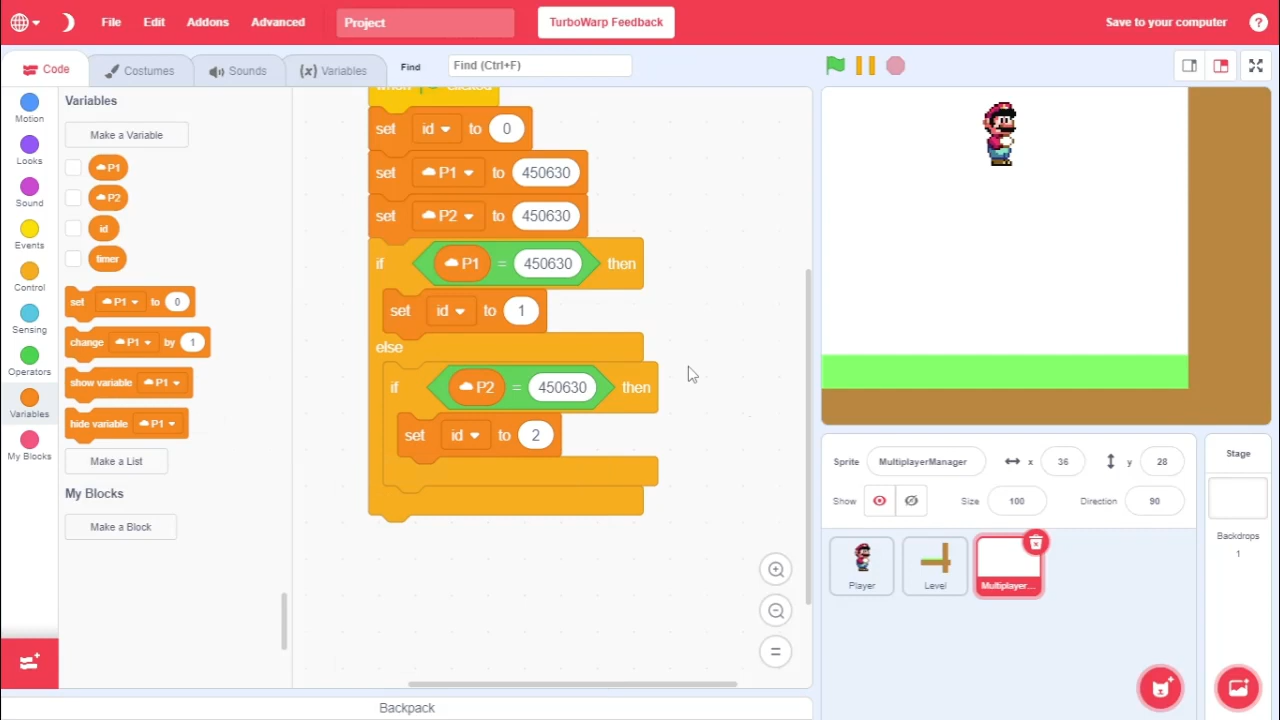 File Edit Addons Advanced Project TurboWarp Feedback Save to your computer ?
Code Costumes Sounds (x) Variables Find Find (Ctrl+F)
Motion
Looks
Sound
Events
Control
Sensing
Operators
Variables
My Blocks
Variables
Make a Variable
P1
P2
id
timer
set P1 to 0
change P1 by 1
show variable P1
hide variable P1
Make a List
My Blocks
Make a Block
when clicked
set id to 0
set P1 to 450630
set P2 to 450630
if P1 = 450630 then
set id to 1
else
if P2 = 450630 then
set id to 2
Sprite MultiplayerManager x 36 y 28
Show Size 100 Direction 90
Player
Level
Multiplayer...
Stage
Backdrops
1
Backpack